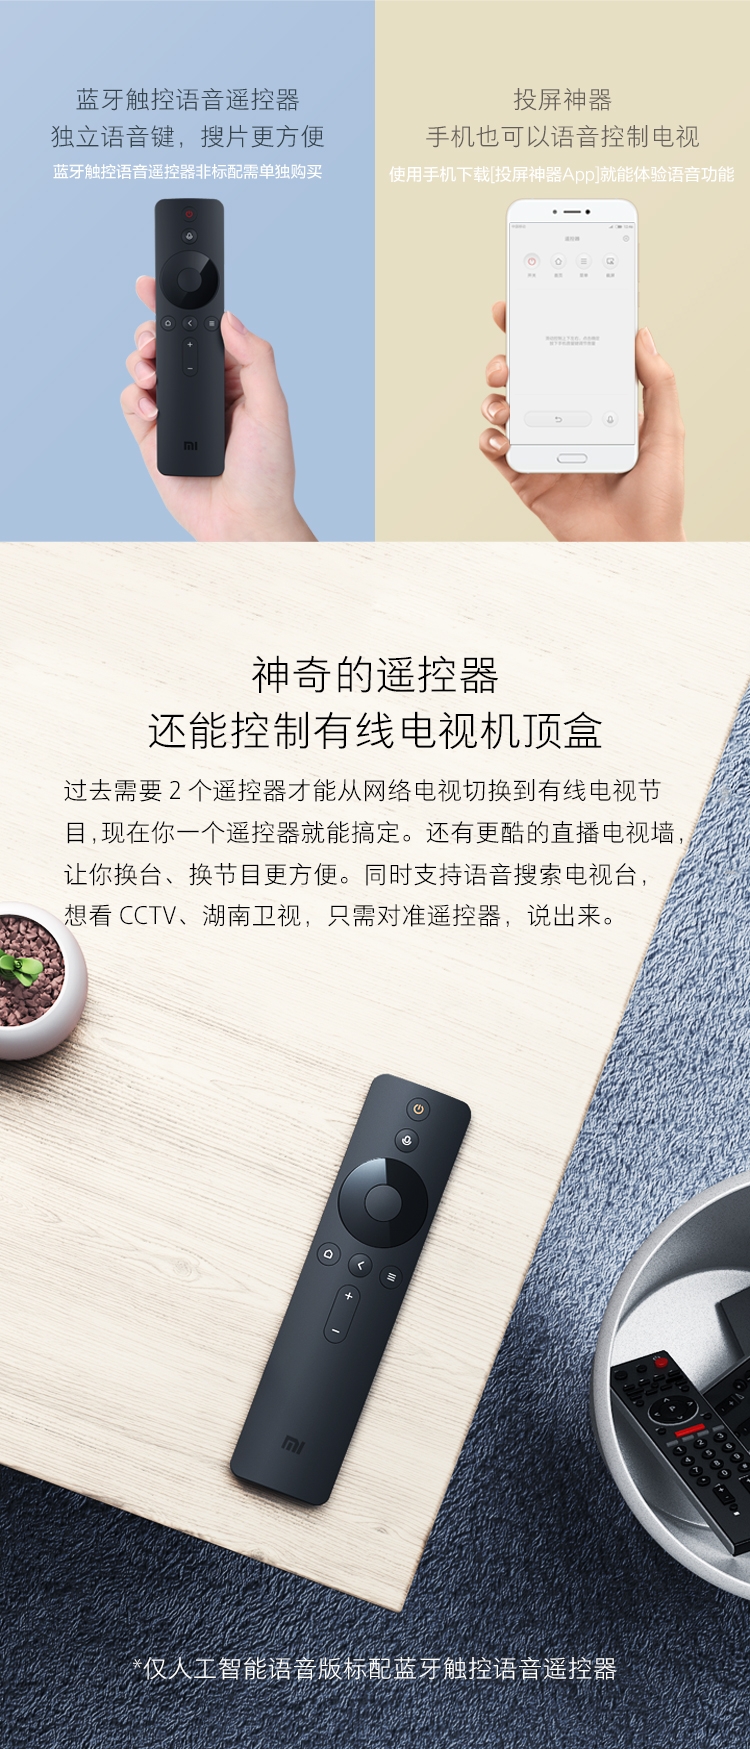 蓝牙触控语音遥控器
独立语音键，搜片更方便
蓝牙触控语音遥控器非标配需单独购买
投屏神器
手机也可以语音控制电视
使用手机下载[投屏神器App]就能体验语音功能
遥控器
mi
神奇的遥控器
还能控制有线电视机顶盒
过去需要 2 个遥控器才能从网络电视切换到有线电视节
目,现在你一个遥控器就能搞定。还有更酷的直播电视墙,
让你换台、换节目更方便。同时支持语音搜索电视台，
想看 CCTV、湖南卫视，只需对准遥控器，说出来。
mi
*仅人工智能语音版标配蓝牙触控语音遥控器